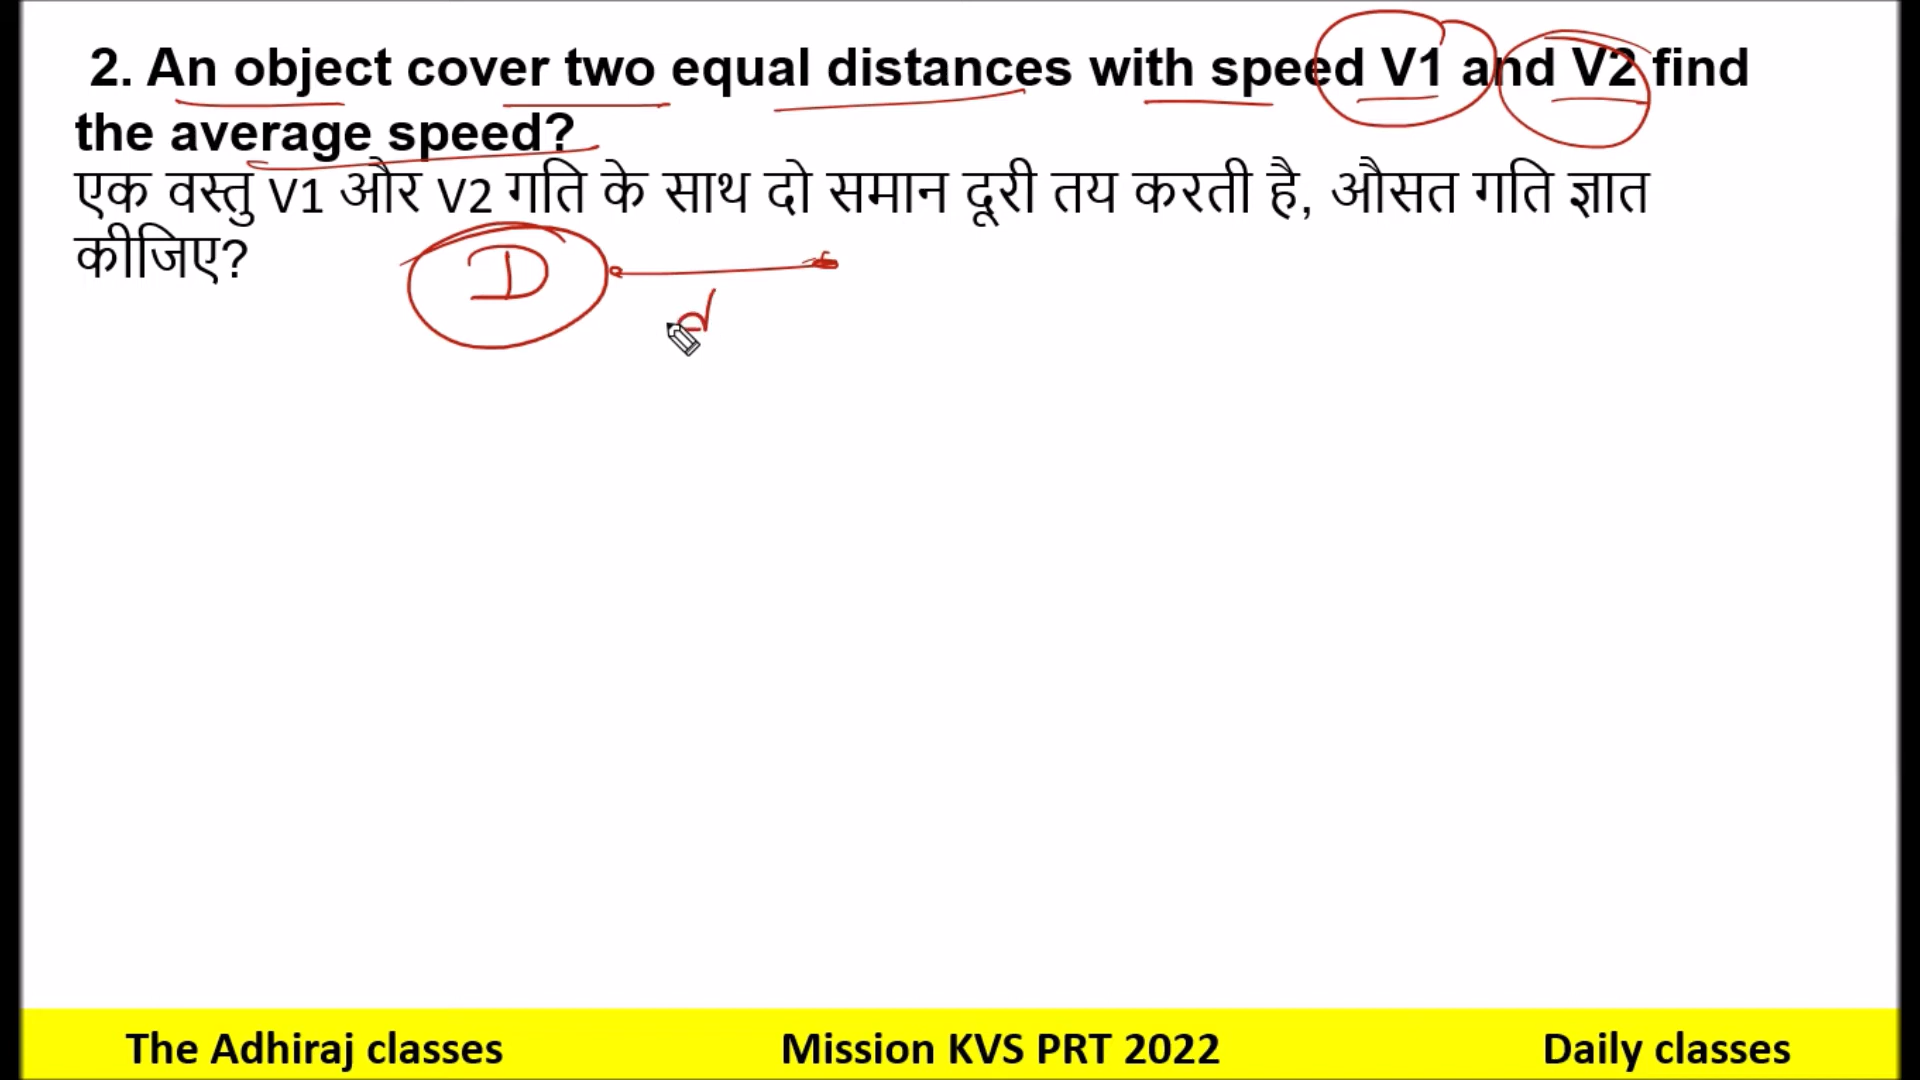 2. An object cover two equal distances with speed V1 and V2 find
the average speed?
एक वस्तु V1 और V2 गति के साथ दो समान दूरी तय करती है, औसत गति ज्ञात
कीजिए?
D
d
The Adhiraj classes Mission KVS PRT 2022 Daily classes